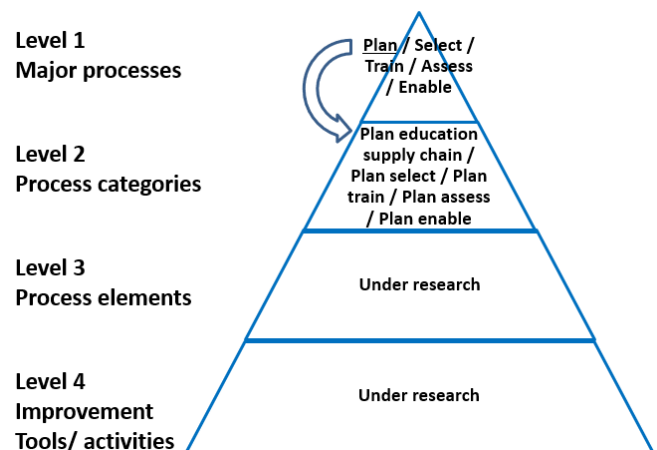 Level 1
Major processes
Plan / Select /
Train / Assess
/ Enable
Level 2
Process categories
Plan education
supply chain /
Plan select / Plan
train / Plan assess
/ Plan enable
Level 3
Process elements
Under research
Level 4
Improvement
Tools/ activities
Under research